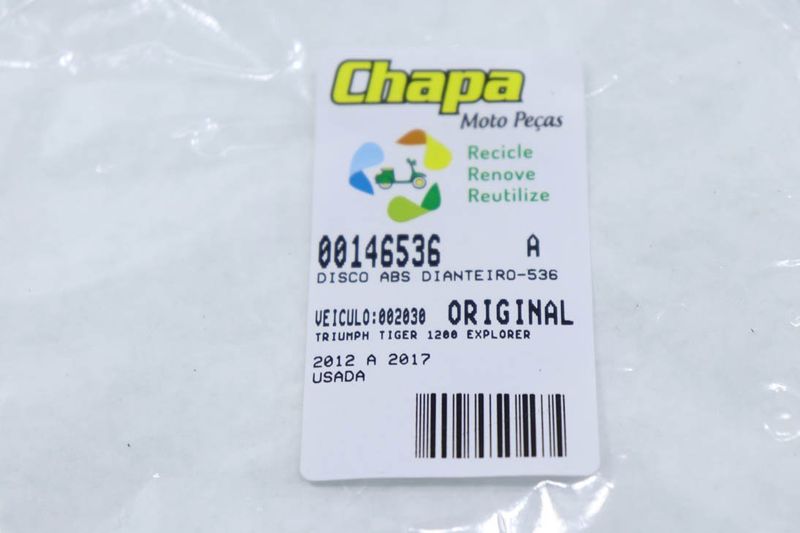 Chapa
Moto Peças
Recicle
Renove
Reutilize
00146536 A
DISCO ABS DIANTEIRO-536
VEICULO:002030 ORIGINAL
TRIUMPH TIGER 1200 EXPLORER
2012 A 2017
USADA